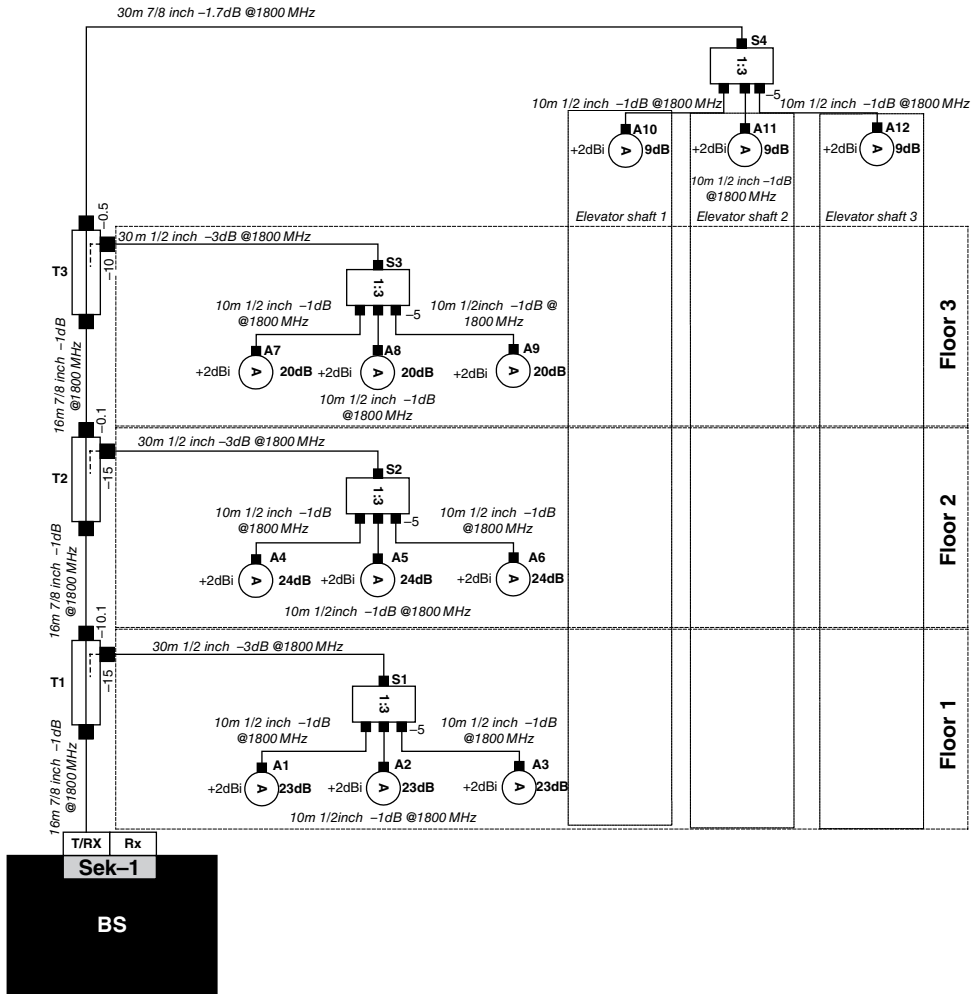 30m 7/8 inch –1.7dB @1800 MHz
S4
1:3
–5
10m 1/2 inch –1dB @1800 MHz
10m 1/2 inch –1dB @1800 MHz
A10
A11
A12
+2dBi
A
9dB
+2dBi
A
9dB
+2dBi
A
9dB
10m 1/2 inch –1dB
@1800 MHz
Elevator shaft 1
Elevator shaft 2
Elevator shaft 3
–0.5
30 m 1/2 inch –3dB @1800 MHz
T3
–10
S3
1:3
–5
10m 1/2 inch –1dB
@1800 MHz
10m 1/2inch –1dB @
1800 MHz
A7
A8
A9
+2dBi
A
20dB
+2dBi
A
20dB
+2dBi
A
20dB
10m 1/2 inch –1dB
@1800 MHz
Floor 3
16m 7/8 inch –1dB
@1800 MHz
–0.1
30m 1/2 inch –3dB @1800 MHz
T2
–15
S2
1:3
–5
10m 1/2 inch –1dB
@1800 MHz
10m 1/2 inch –1dB
@1800 MHz
A4
A5
A6
+2dBi
A
24dB
+2dBi
A
24dB
+2dBi
A
24dB
10m 1/2inch –1dB @1800 MHz
Floor 2
16m 7/8 inch –1dB
@1800 MHz
–10.1
30m 1/2 inch –3dB @1800 MHz
T1
–15
S1
1:3
–5
10m 1/2 inch –1dB
@1800 MHz
10m 1/2 inch –1dB
@1800 MHz
A1
A2
A3
+2dBi
A
23dB
+2dBi
A
23dB
+2dBi
A
23dB
10m 1/2inch –1dB @1800 MHz
Floor 1
16m 7/8 inch –1dB
@1800 MHz
T/RX
Rx
Sek–1
BS